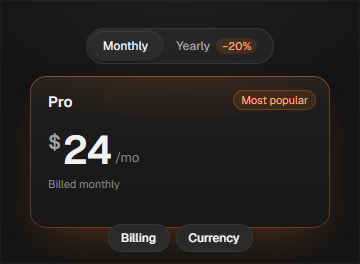 Monthly Yearly −20%
Pro Most popular
$24/mo
Billed monthly
Billing Currency